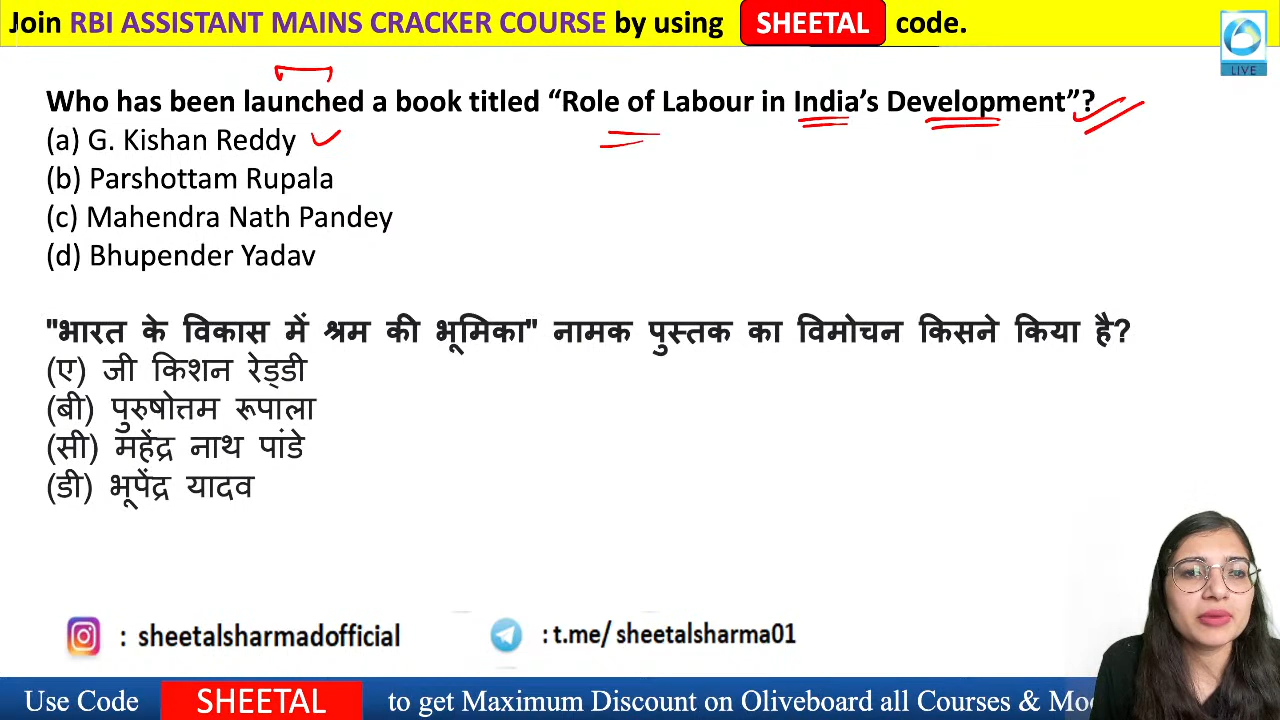 Join RBI ASSISTANT MAINS CRACKER COURSE by using SHEETAL code.
LIVE
Who has been launched a book titled “Role of Labour in India’s Development”?
(a) G. Kishan Reddy
(b) Parshottam Rupala
(c) Mahendra Nath Pandey
(d) Bhupender Yadav
"भारत के विकास में श्रम की भूमिका" नामक पुस्तक का विमोचन किसने किया है?
(ए) जी किशन रेड्डी
(बी) पुरुषोत्तम रूपाला
(सी) महेंद्र नाथ पांडे
(डी) भूपेंद्र यादव
: sheetalsharmadofficial
: t.me/ sheetalsharma01
Use Code SHEETAL to get Maximum Discount on Oliveboard all Courses &